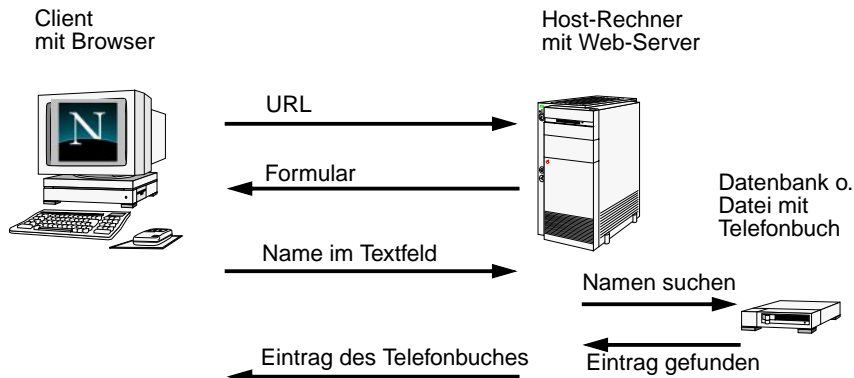 Client
mit Browser
Host-Rechner
mit Web-Server
N
URL
Formular
Datenbank o.
Datei mit
Telefonbuch
Name im Textfeld
Namen suchen
Eintrag des Telefonbuches
Eintrag gefunden